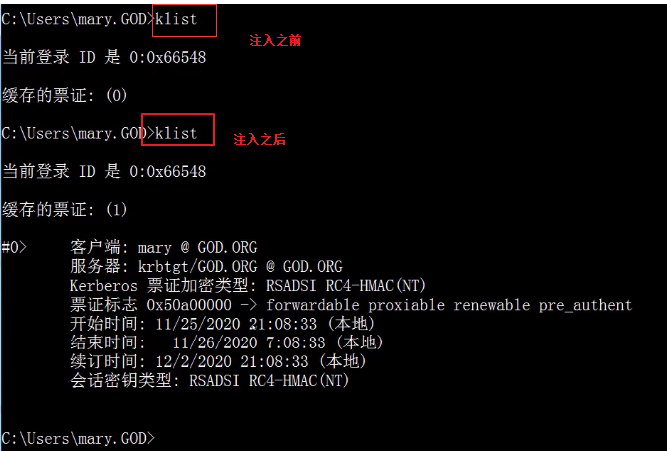 C:\Users\mary.GOD>klist
注入之前
当前登录 ID 是 0:0x66548
缓存的票证: (0)
C:\Users\mary.GOD>klist
注入之后
当前登录 ID 是 0:0x66548
缓存的票证: (1)
#0> 客户端: mary @ GOD.ORG
服务器: krbtgt/GOD.ORG @ GOD.ORG
Kerberos 票证加密类型: RSADSI RC4-HMAC(NT)
票证标志 0x50a00000 -> forwardable proxiable renewable pre_authent
开始时间: 11/25/2020 21:08:33 (本地)
结束时间: 11/26/2020 7:08:33 (本地)
续订时间: 12/2/2020 21:08:33 (本地)
会话密钥类型: RSADSI RC4-HMAC(NT)
C:\Users\mary.GOD>